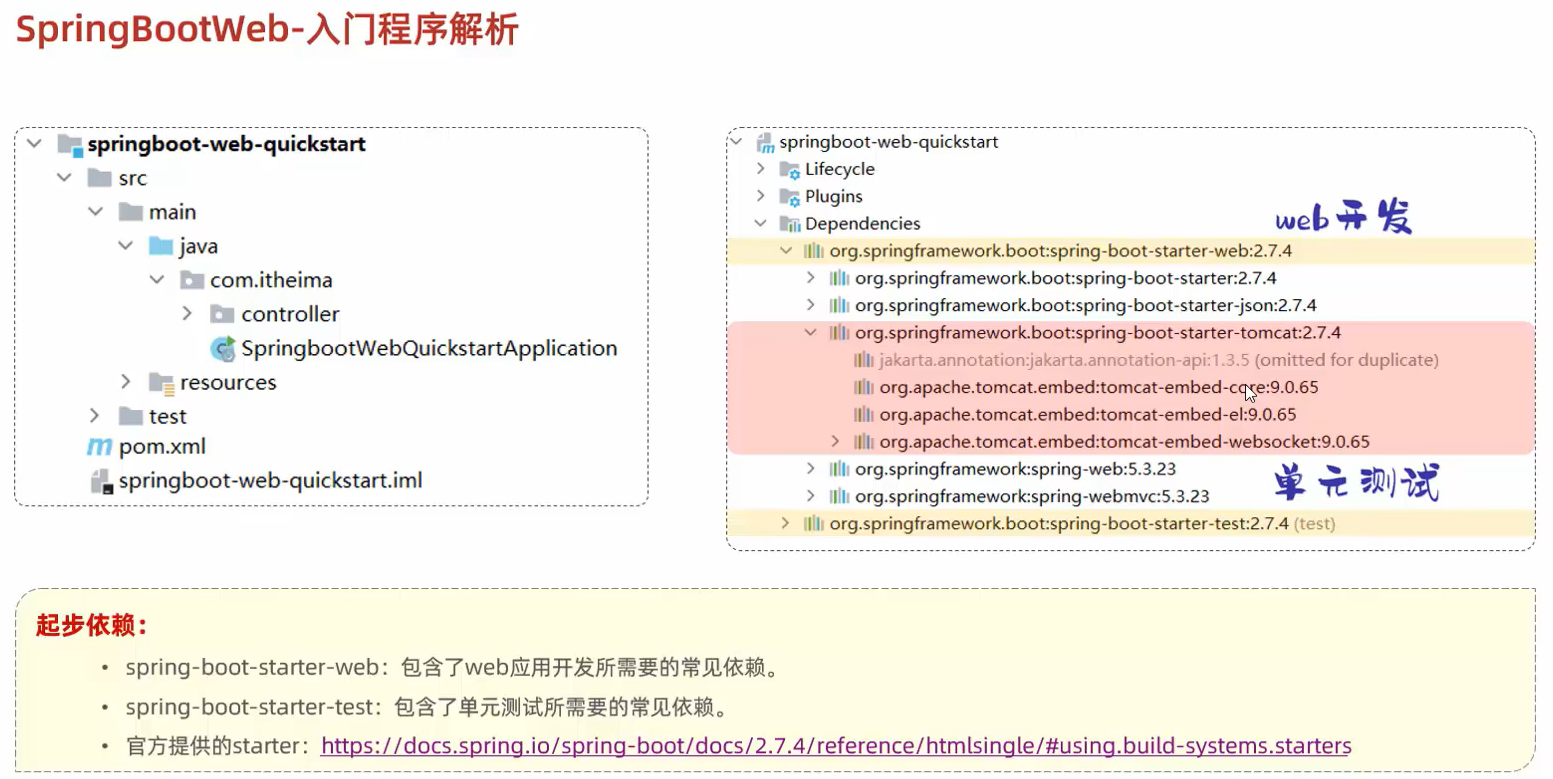 SpringBootWeb-入门程序解析
springboot-web-quickstart
src
main
java
com.itheima
controller
SpringbootWebQuickstartApplication
resources
test
pom.xml
springboot-web-quickstart.iml
springboot-web-quickstart
Lifecycle
Plugins
Dependencies
web开发
org.springframework.boot:spring-boot-starter-web:2.7.4
org.springframework.boot:spring-boot-starter:2.7.4
org.springframework.boot:spring-boot-starter-json:2.7.4
org.springframework.boot:spring-boot-starter-tomcat:2.7.4
jakarta.annotation:jakarta.annotation-api:1.3.5 (omitted for duplicate)
org.apache.tomcat.embed:tomcat-embed-core:9.0.65
org.apache.tomcat.embed:tomcat-embed-el:9.0.65
org.apache.tomcat.embed:tomcat-embed-websocket:9.0.65
org.springframework:spring-web:5.3.23
单元测试
org.springframework:spring-webmvc:5.3.23
org.springframework.boot:spring-boot-starter-test:2.7.4 (test)
起步依赖：
• spring-boot-starter-web：包含了web应用开发所需要的常见依赖。
• spring-boot-starter-test：包含了单元测试所需要的常见依赖。
• 官方提供的starter：https://docs.spring.io/spring-boot/docs/2.7.4/reference/htmlsingle/#using.build-systems.starters